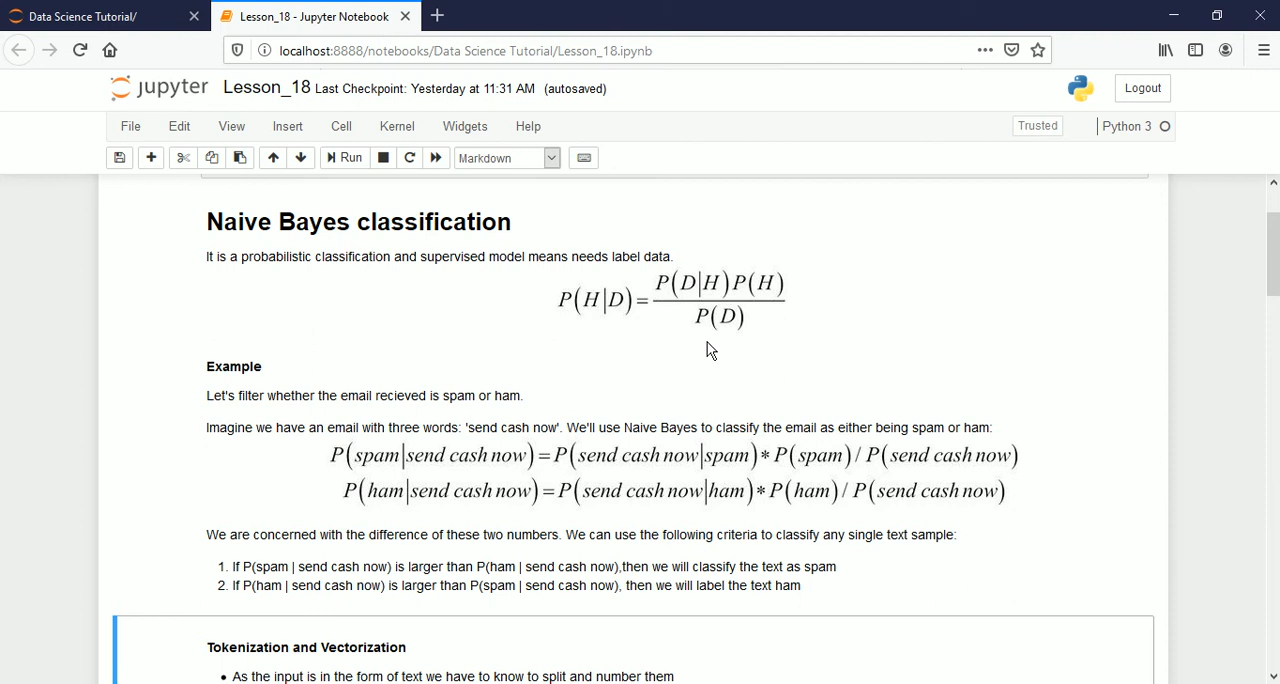 Data Science Tutorial/
Lesson_18 - Jupyter Notebook
localhost:8888/notebooks/Data Science Tutorial/Lesson_18.ipynb
jupyter Lesson_18 Last Checkpoint: Yesterday at 11:31 AM (autosaved)
Logout
File Edit View Insert Cell Kernel Widgets Help
Trusted
Python 3
Run
Markdown
Naive Bayes classification
It is a probabilistic classification and supervised model means needs label data.
P(H|D)=P(D|H)P(H)/P(D)
Example
Let's filter whether the email recieved is spam or ham.
Imagine we have an email with three words: 'send cash now'. We'll use Naive Bayes to classify the email as either being spam or ham:
P(spam|send cash now)=P(send cash now|spam)*P(spam)/P(send cash now)
P(ham|send cash now)=P(send cash now|ham)*P(ham)/P(send cash now)
We are concerned with the difference of these two numbers. We can use the following criteria to classify any single text sample:
1. If P(spam | send cash now) is larger than P(ham | send cash now),then we will classify the text as spam
2. If P(ham | send cash now) is larger than P(spam | send cash now), then we will label the text ham
Tokenization and Vectorization
• As the input is in the form of text we have to know to split and number them